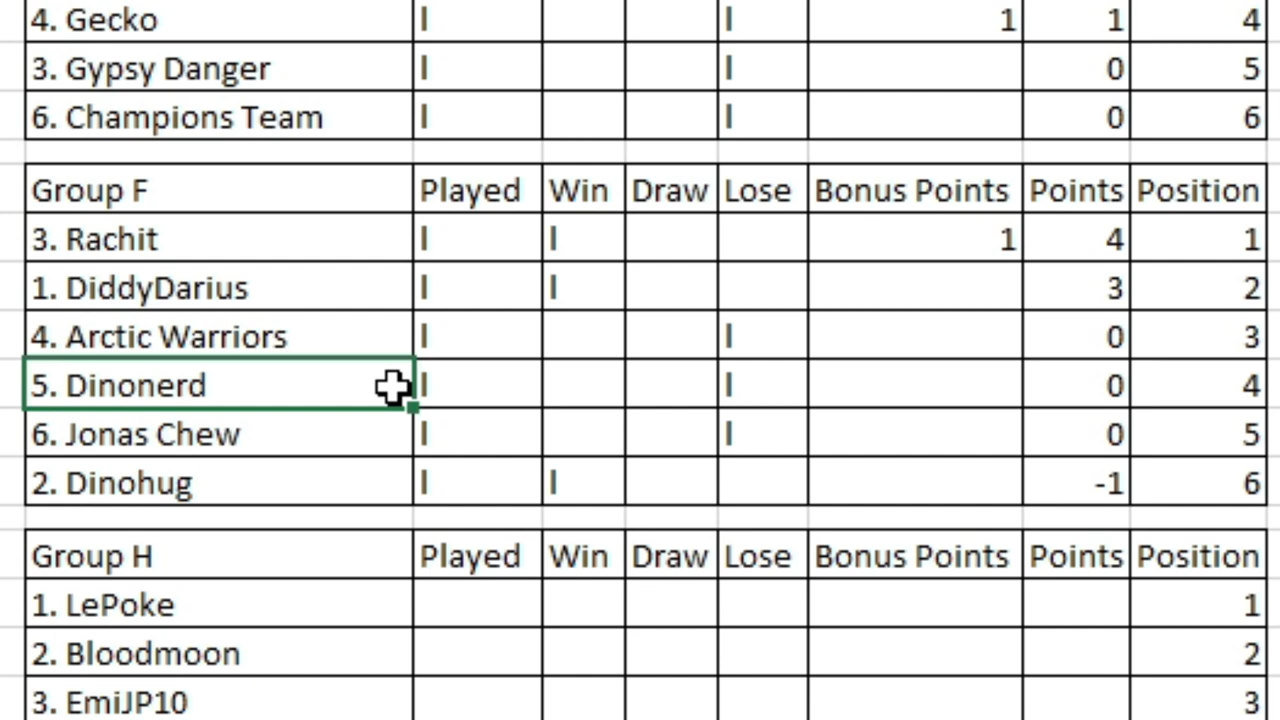 4. Gecko l l 1 1 4
3. Gypsy Danger l l 0 5
6. Champions Team l l 0 6
Group F Played Win Draw Lose Bonus Points Points Position
3. Rachit l l 1 4 1
1. DiddyDarius l l 3 2
4. Arctic Warriors l l 0 3
5. Dinonerd l l 0 4
6. Jonas Chew l l 0 5
2. Dinohug l l -1 6
Group H Played Win Draw Lose Bonus Points Points Position
1. LePoke 1
2. Bloodmoon 2
3. EmiJP10 3